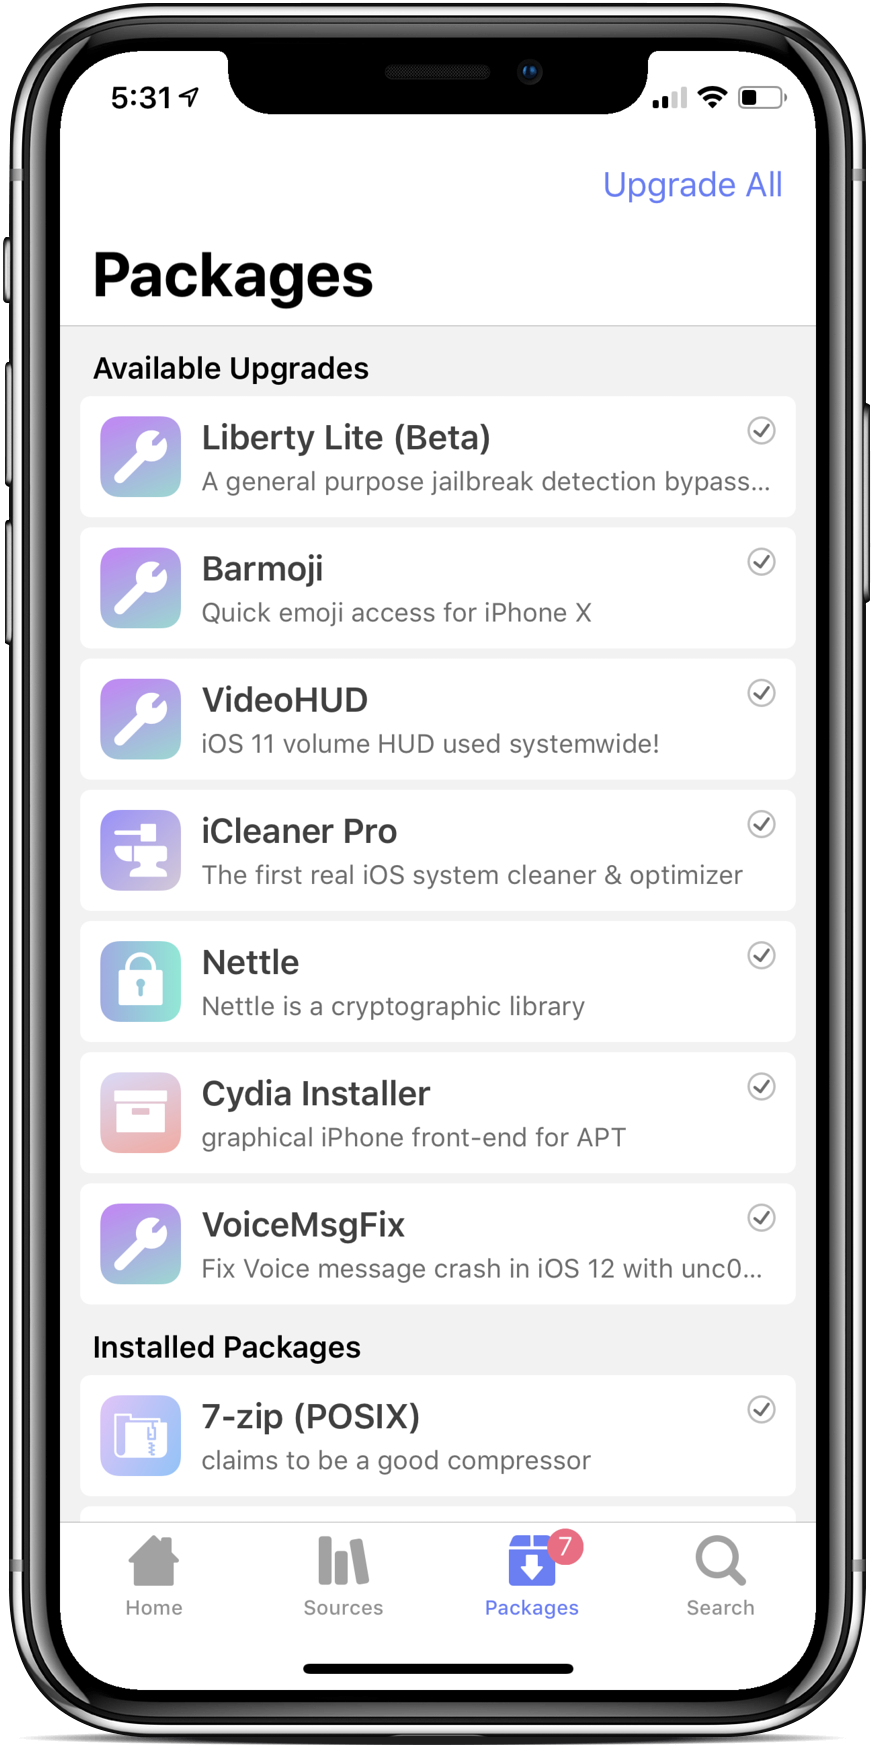 5:31
Upgrade All
Packages
Available Upgrades
Liberty Lite (Beta)
A general purpose jailbreak detection bypass...
Barmoji
Quick emoji access for iPhone X
VideoHUD
iOS 11 volume HUD used systemwide!
iCleaner Pro
The first real iOS system cleaner & optimizer
Nettle
Nettle is a cryptographic library
Cydia Installer
graphical iPhone front-end for APT
VoiceMsgFix
Fix Voice message crash in iOS 12 with unc0...
Installed Packages
7-zip (POSIX)
claims to be a good compressor
7
Home Sources Packages Search